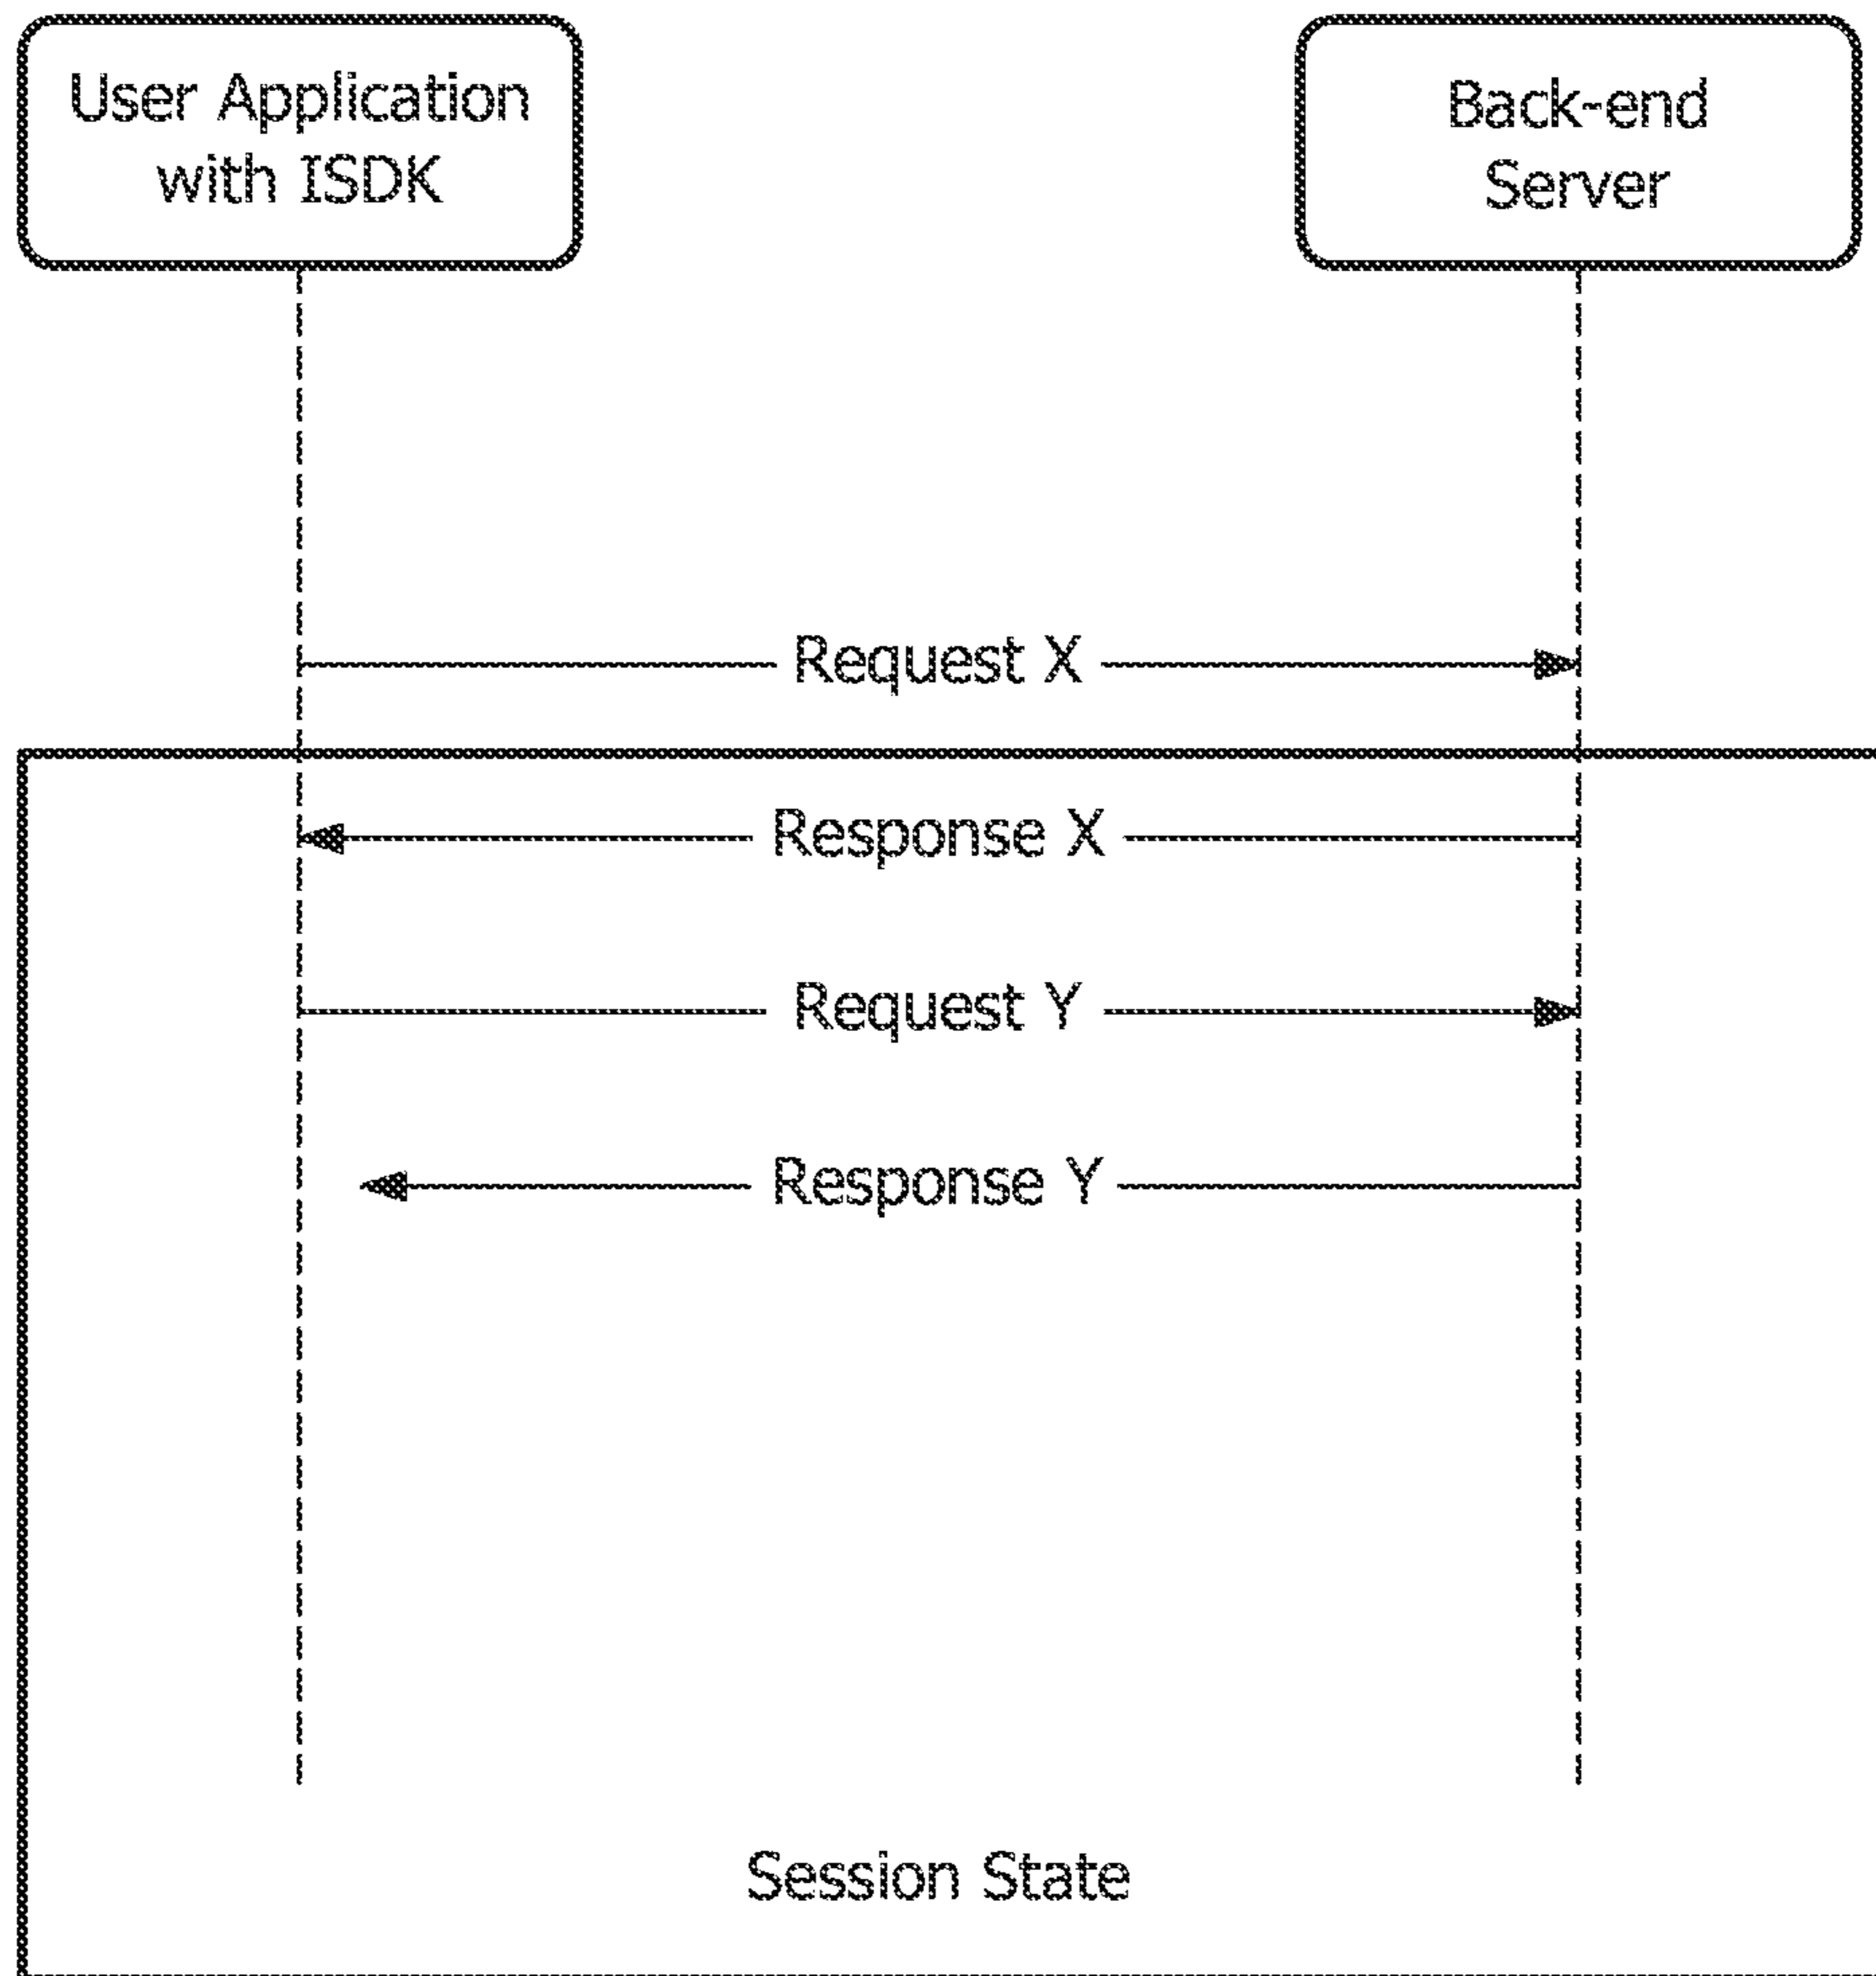 User Application
with ISDK
Back-end
Server
Request X
Response X
Request Y
Response Y
Session State